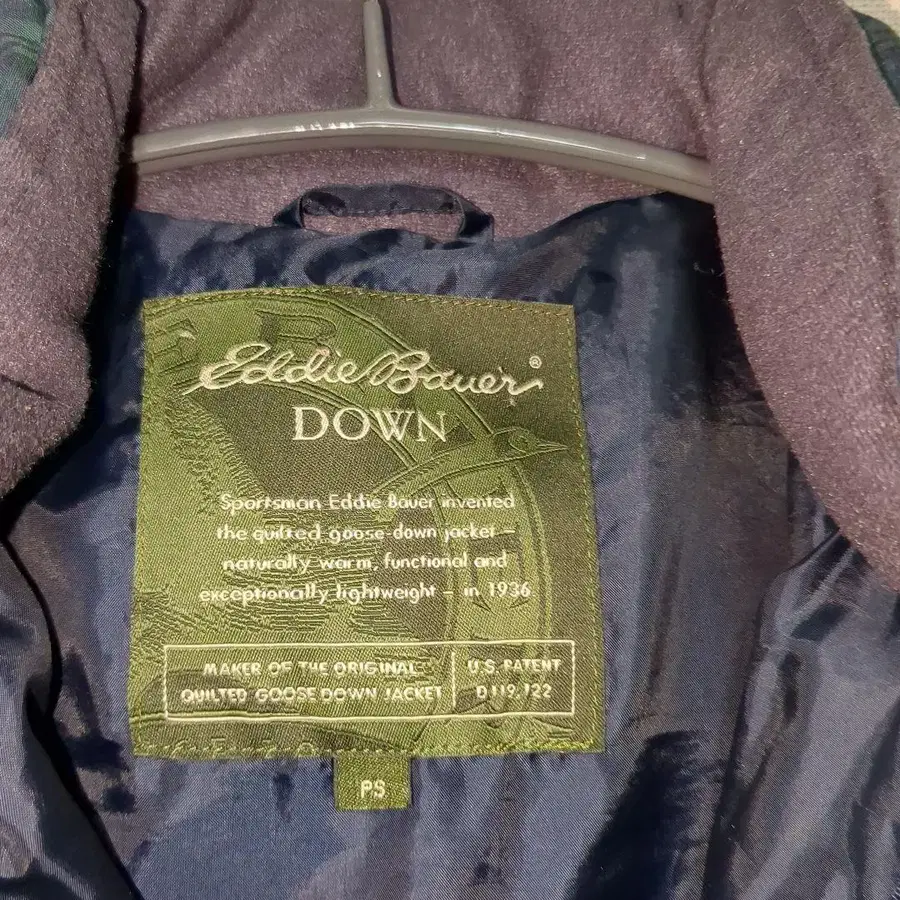 Eddie Bauer ®
DOWN
Sportsman Eddie Bauer invented
the quilted goose-down jacket –
naturally warm, functional and
exceptionally lightweight – in 1936
MAKER OF THE ORIGINAL
QUILTED GOOSE DOWN JACKET
U.S. PATENT
D119,122
PS